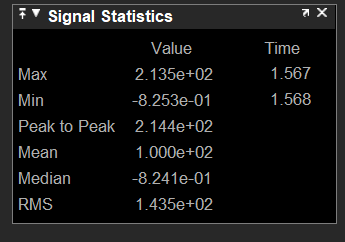 Signal Statistics
Value Time
Max 2.135e+02 1.567
Min -8.253e-01 1.568
Peak to Peak 2.144e+02
Mean 1.000e+02
Median -8.241e-01
RMS 1.435e+02